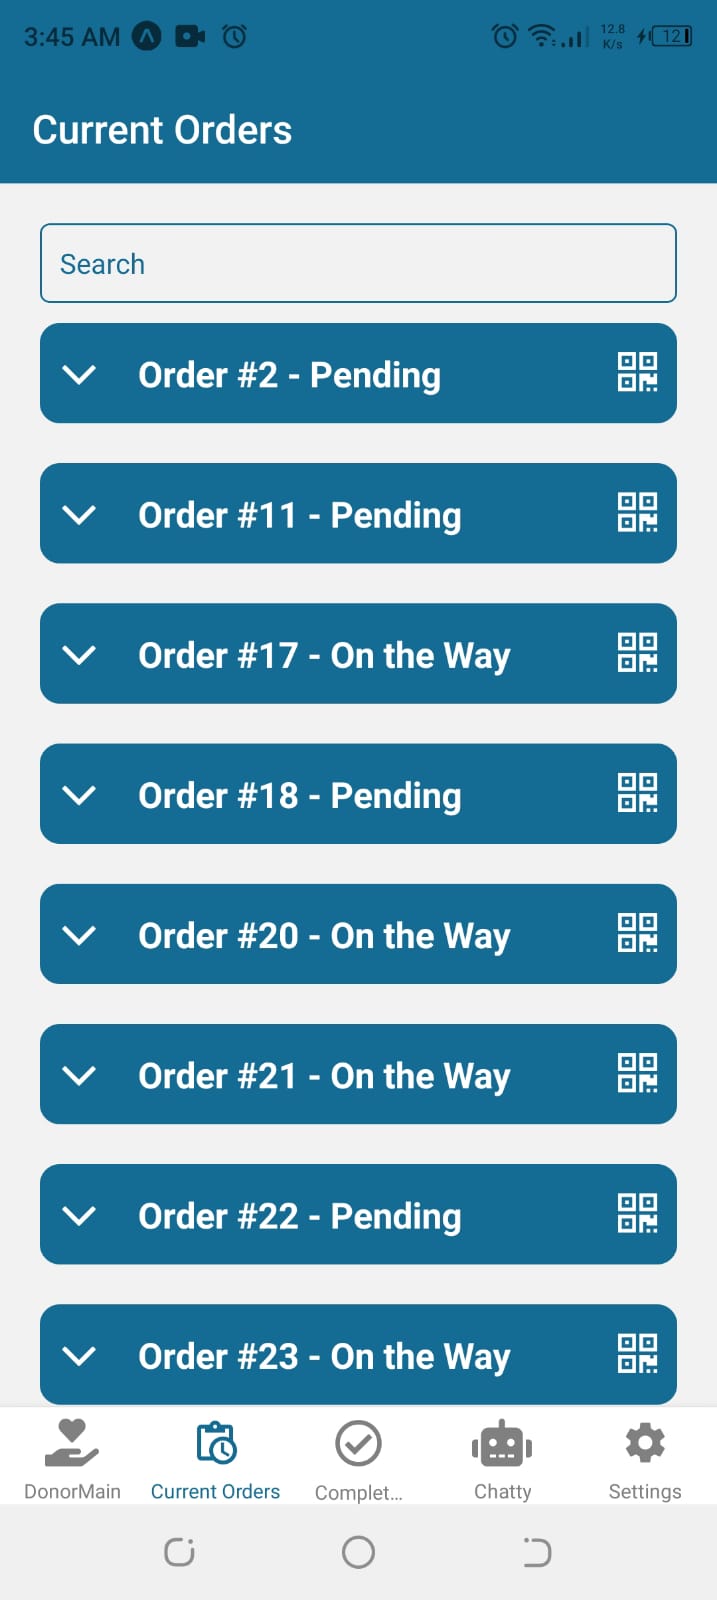 3:45 AM 12.8 K/s 12
Current Orders
Search
Order #2 - Pending
Order #11 - Pending
Order #17 - On the Way
Order #18 - Pending
Order #20 - On the Way
Order #21 - On the Way
Order #22 - Pending
Order #23 - On the Way
DonorMain Current Orders Complet... Chatty Settings